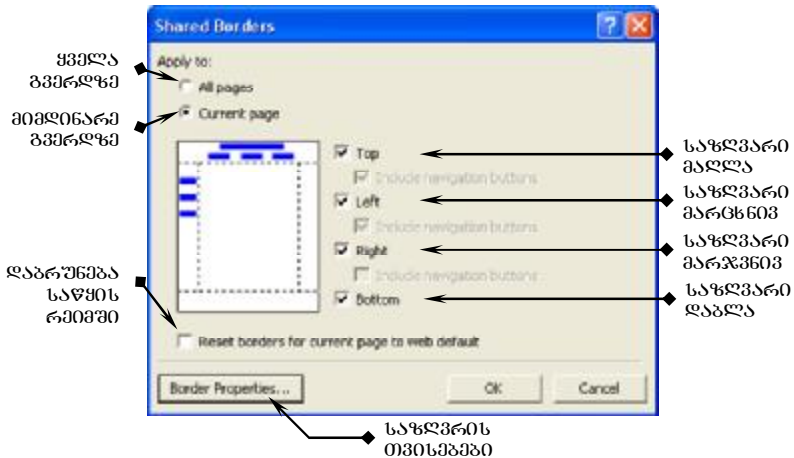 Shared Borders
Apply to:
ყველა
გვერდზე
All pages
მიმდინარე
გვერდზე
Current page
Top
საზღვარი
მაღლა
Include navigation buttons
Left
საზღვარი
მარცხნივ
Include navigation buttons
Right
საზღვარი
მარჯვნივ
Include navigation buttons
Bottom
საზღვარი
დაბლა
დაბრუნება
საწყის
რეიმში
Reset borders for current page to web default
Border Properties...
OK
Cancel
საზღვრის
თვისებები